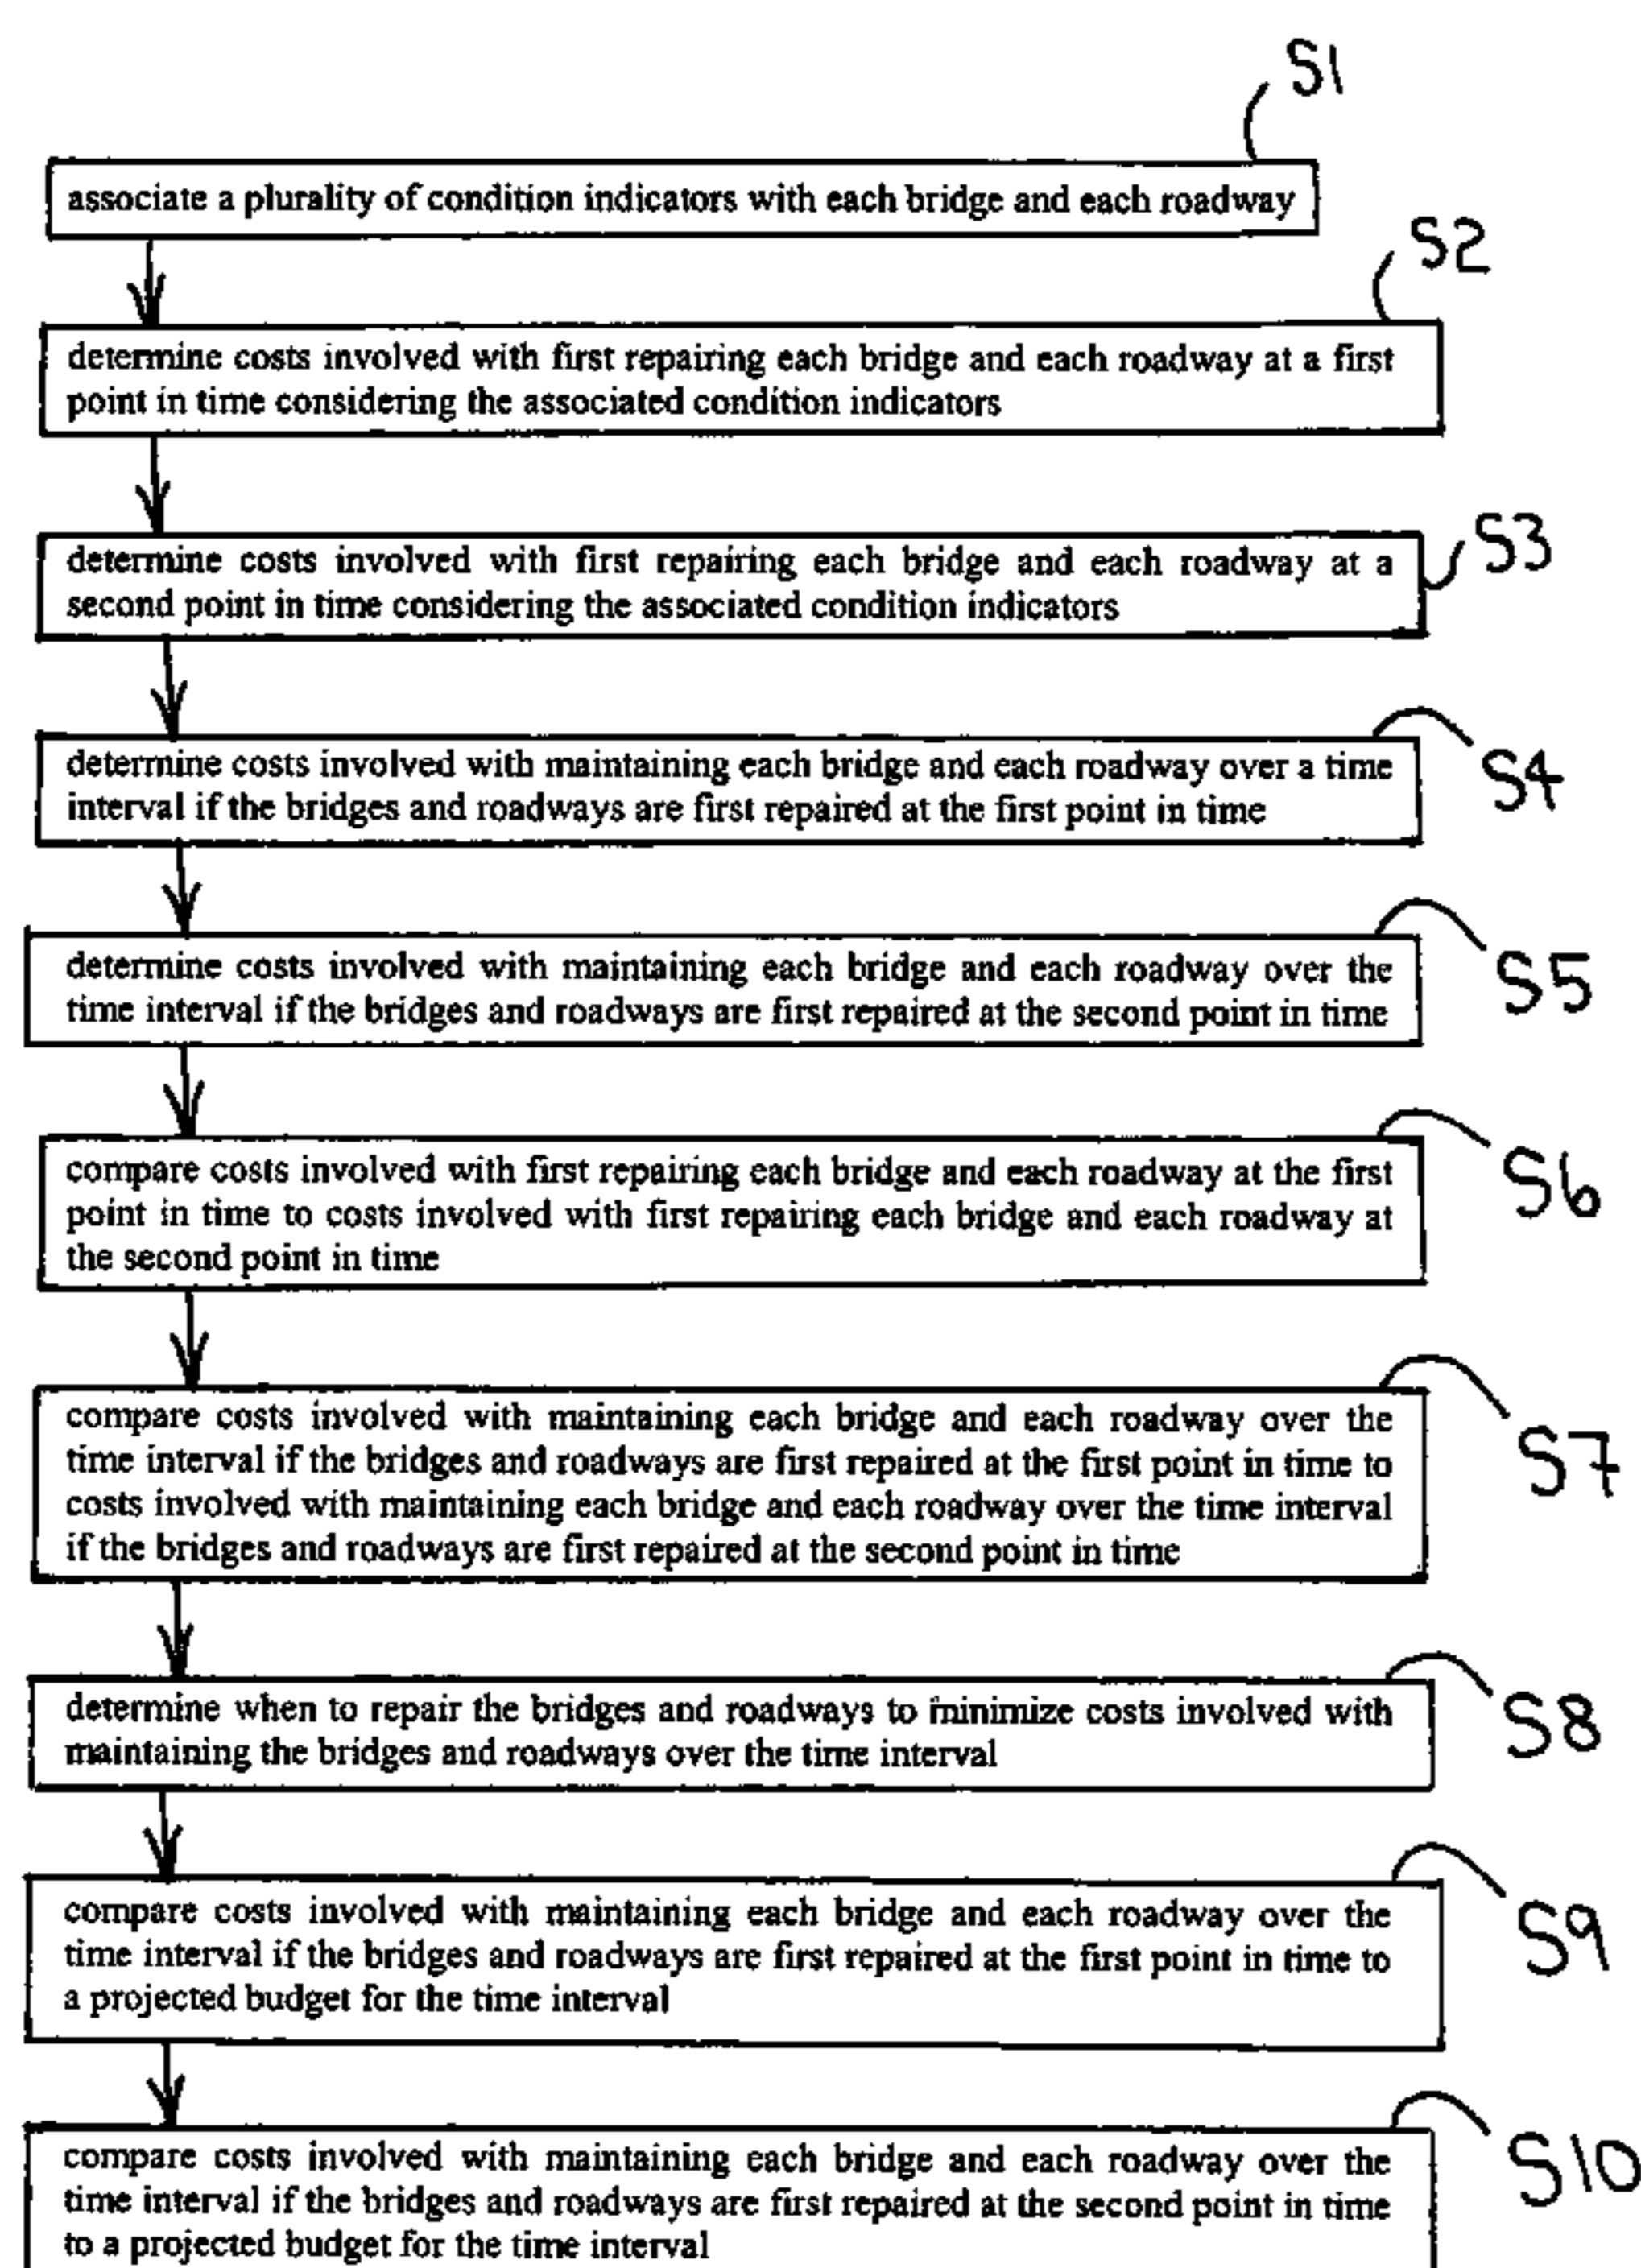 S1
associate a plurality of condition indicators with each bridge and each roadway
S2
determine costs involved with first repairing each bridge and each roadway at a first
point in time considering the associated condition indicators
S3
determine costs involved with first repairing each bridge and each roadway at a
second point in time considering the associated condition indicators
S4
determine costs involved with maintaining each bridge and each roadway over a time
interval if the bridges and roadways are first repaired at the first point in time
S5
determine costs involved with maintaining each bridge and each roadway over the
time interval if the bridges and roadways are first repaired at the second point in time
S6
compare costs involved with first repairing each bridge and each roadway at the first
point in time to costs involved with first repairing each bridge and each roadway at
the second point in time
S7
compare costs involved with maintaining each bridge and each roadway over the
time interval if the bridges and roadways are first repaired at the first point in time to
costs involved with maintaining each bridge and each roadway over the time interval
if the bridges and roadways are first repaired at the second point in time
S8
determine when to repair the bridges and roadways to minimize costs involved with
maintaining the bridges and roadways over the time interval
S9
compare costs involved with maintaining each bridge and each roadway over the
time interval if the bridges and roadways are first repaired at the first point in time to
a projected budget for the time interval
S10
compare costs involved with maintaining each bridge and each roadway over the
time interval if the bridges and roadways are first repaired at the second point in time
to a projected budget for the time interval